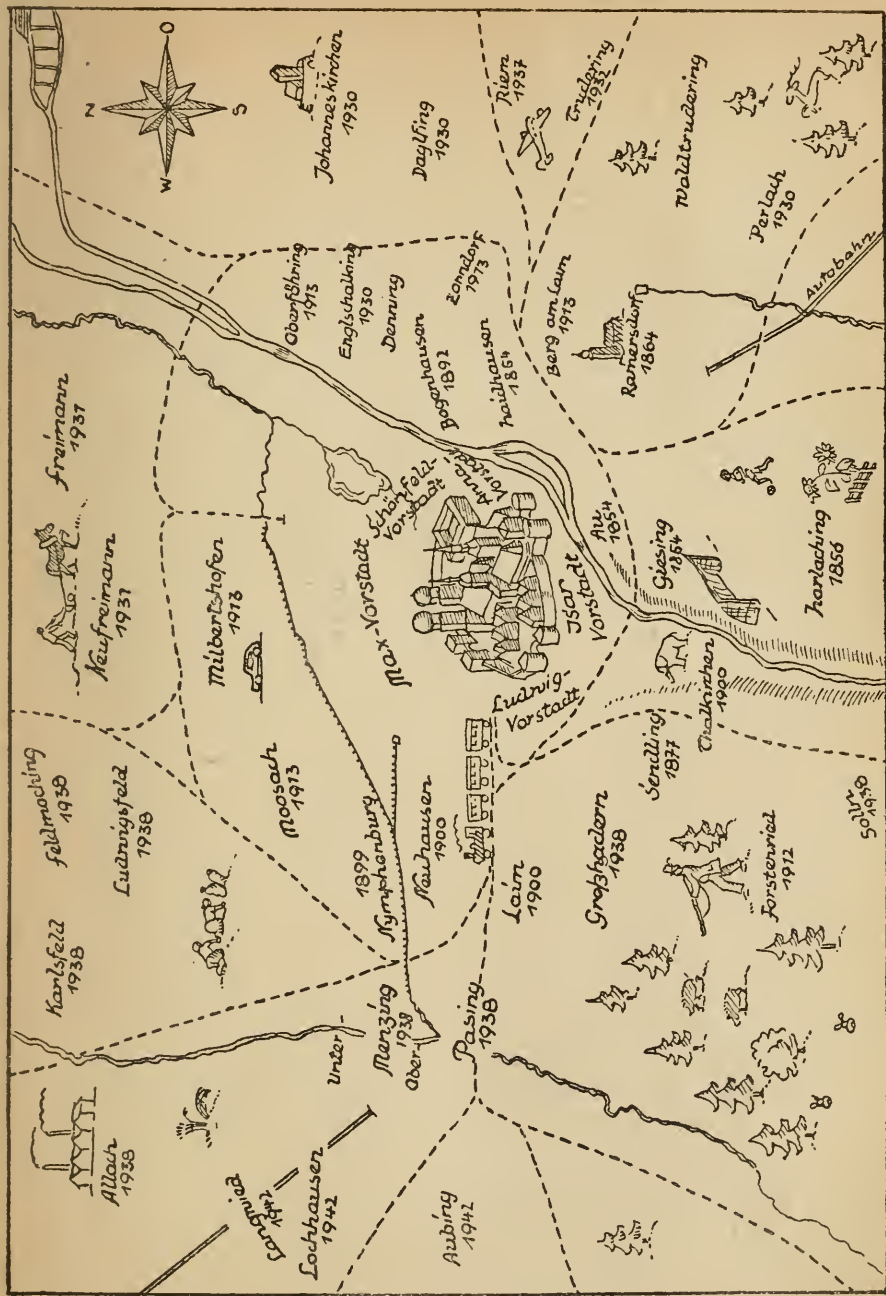 N
W
O
S
Karlsfeld
1938
Feldmoching
1938
Freimann
1931
Allach
1938
Ludwigsfeld
1938
Neufreimann
1931
Langwied
1942
Milbertshofen
1913
Johanneskirchen
1930
Lochhausen
1942
Unter-
Moosach
1913
Oberföhring
1913
Menzing
1938
Ober
1899
Nymphenburg
Englschalking
1930
Denning
Daglfing
1930
Neuhausen
1900
Max-Vorstadt
Schönfeld-
Vorstadt
Bogenhausen
1892
Aubing
1942
Pasing
1938
Anna
Vorstadt
Zamdorf
1913
Haidhausen
1854
Riem
1937
Laim
1900
Ludwig-
Vorstadt
Isar
Vorstadt
Berg am Laim
1913
Trudering
1932
Großhadern
1938
Au
1854
Sendling
1877
Giesing
1854
Ramersdorf
1864
Waldtrudering
Thalkirchen
1900
Forstenried
1912
Perlach
1930
Harlaching
1856
Autobahn
Solln
1938